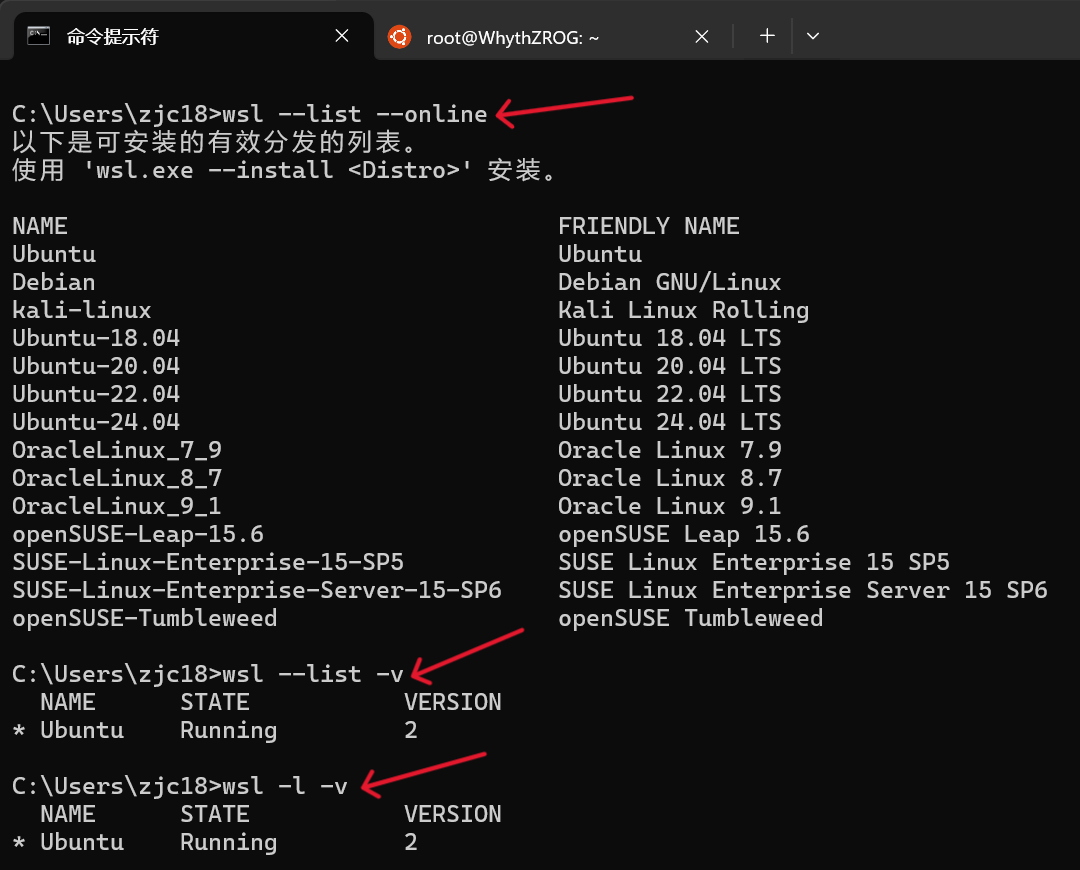 命令提示符
root@WhythZROG: ~
C:\Users\zjc18>wsl --list --online
以下是可安装的有效分发的列表。
使用 'wsl.exe --install <Distro>' 安装。
NAME FRIENDLY NAME
Ubuntu Ubuntu
Debian Debian GNU/Linux
kali-linux Kali Linux Rolling
Ubuntu-18.04 Ubuntu 18.04 LTS
Ubuntu-20.04 Ubuntu 20.04 LTS
Ubuntu-22.04 Ubuntu 22.04 LTS
Ubuntu-24.04 Ubuntu 24.04 LTS
OracleLinux_7_9 Oracle Linux 7.9
OracleLinux_8_7 Oracle Linux 8.7
OracleLinux_9_1 Oracle Linux 9.1
openSUSE-Leap-15.6 openSUSE Leap 15.6
SUSE-Linux-Enterprise-15-SP5 SUSE Linux Enterprise 15 SP5
SUSE-Linux-Enterprise-Server-15-SP6 SUSE Linux Enterprise Server 15 SP6
openSUSE-Tumbleweed openSUSE Tumbleweed
C:\Users\zjc18>wsl --list -v
NAME STATE VERSION
* Ubuntu Running 2
C:\Users\zjc18>wsl -l -v
NAME STATE VERSION
* Ubuntu Running 2